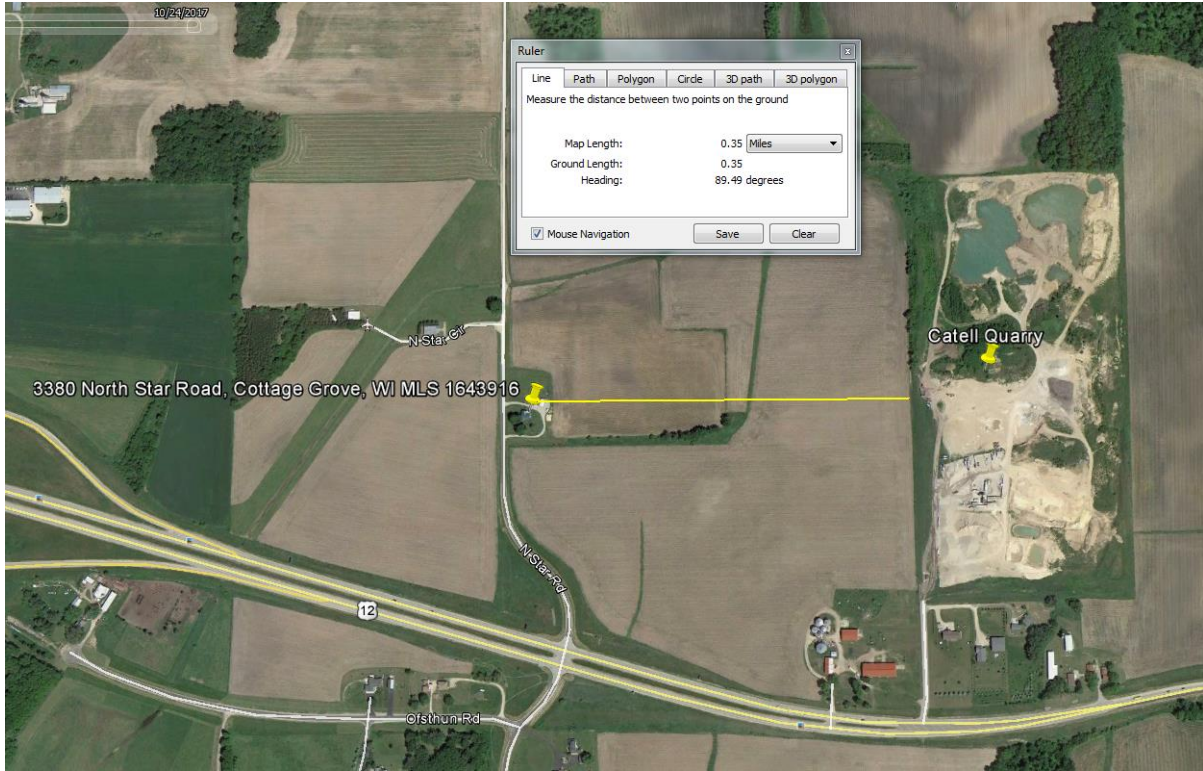 10/24/2017
Ruler
x
Line Path Polygon Circle 3D path 3D polygon
Measure the distance between two points on the ground
Map Length: 0.35 Miles
Ground Length: 0.35
Heading: 89.49 degrees
Mouse Navigation Save Clear
N Sta. Cir
Catell Quarry
3380 North Star Road, Cottage Grove, WI MLS 1643916
N Star Rd
12
Ofsthun Rd